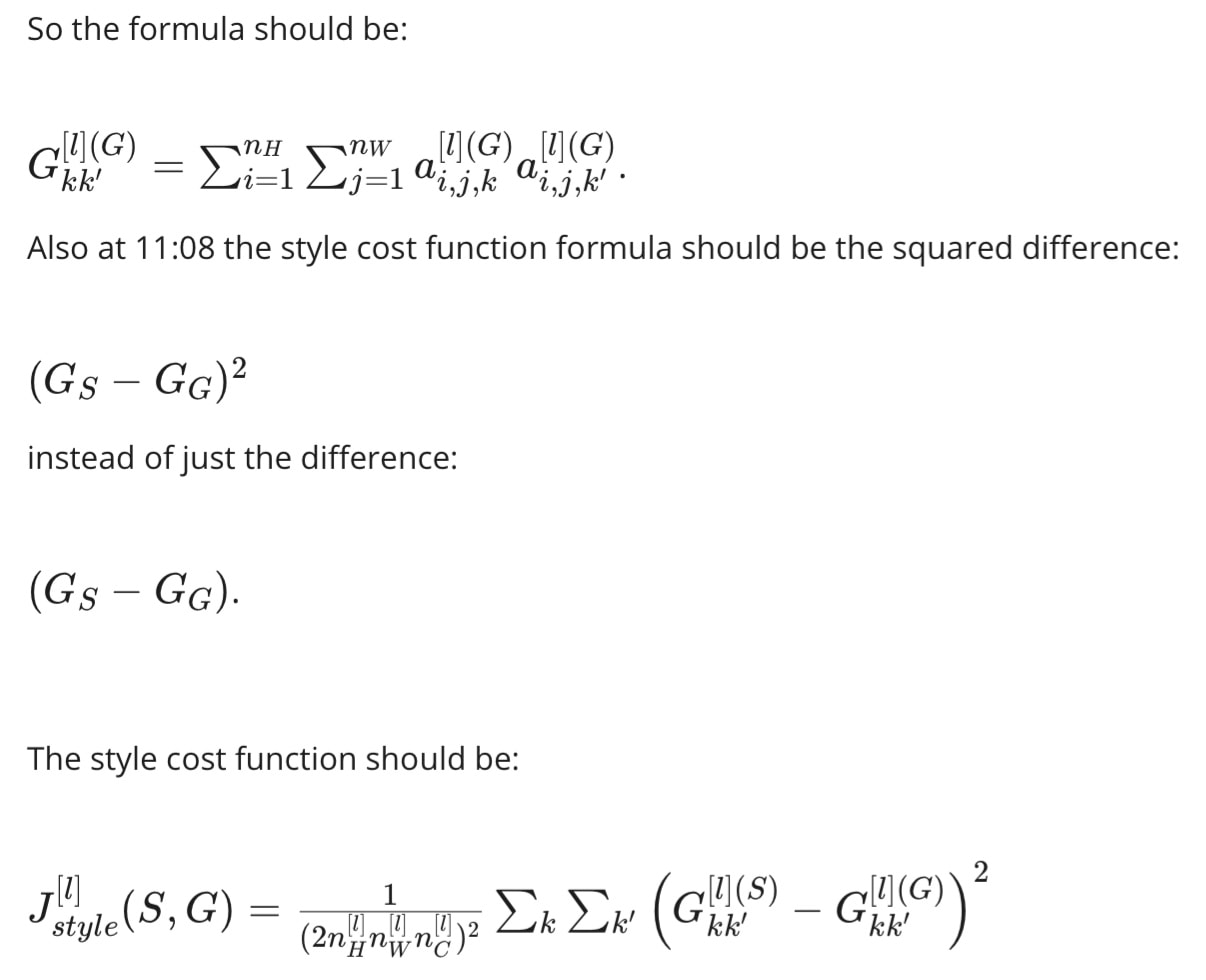 So the formula should be:
$G_{kk'}^{[l](G)} = \sum_{i=1}^{n_H} \sum_{j=1}^{n_W} a_{i,j,k}^{[l](G)} a_{i,j,k'}^{[l](G)}.$
Also at 11:08 the style cost function formula should be the squared difference:
$(G_S - G_G)^2$
instead of just the difference:
$(G_S - G_G).$
The style cost function should be:
$J_{style}^{[l]}(S, G) = \frac{1}{(2n_H^{[l]} n_W^{[l]} n_C^{[l]})^2} \sum_k \sum_{k'} \left( G_{kk'}^{[l](S)} - G_{kk'}^{[l](G)} \right)^2$